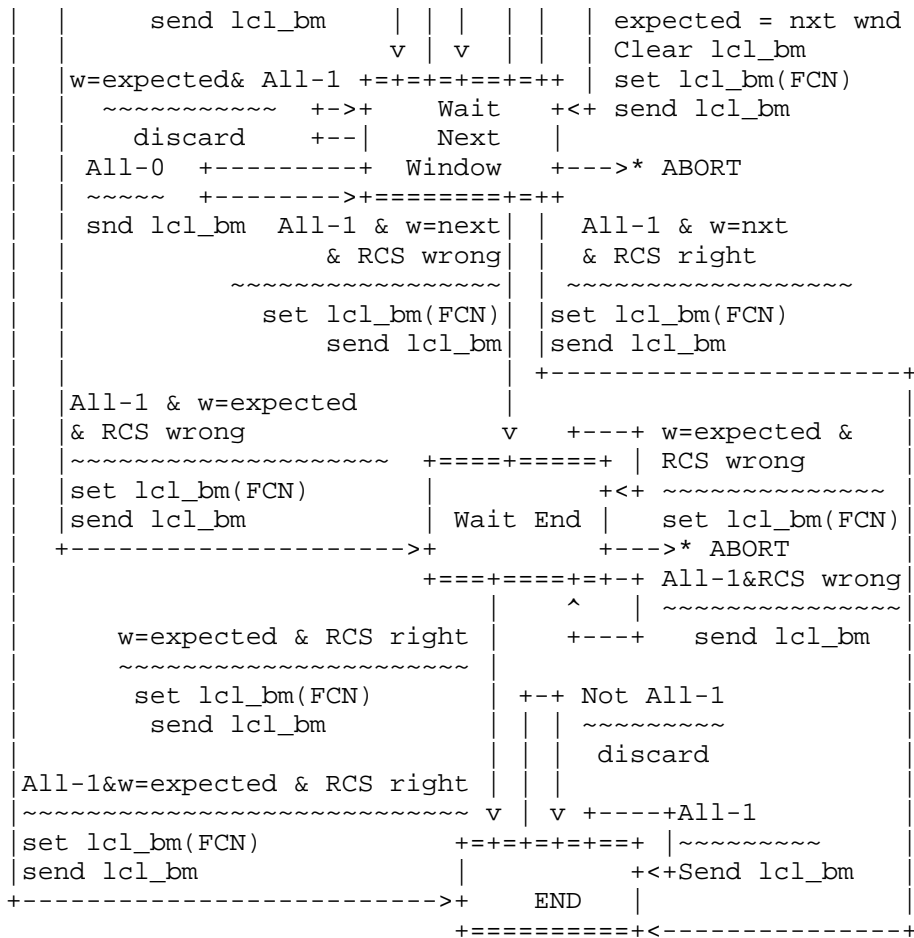 |  |     send lcl_bm   | | | |  | |  | expected = nxt wnd
|  |                    v | v  | |  | Clear lcl_bm
|  |w=expected& All-1 +=+=+=+==+=++ | set lcl_bm(FCN)
|  |  ~~~~~~~~~~~  +->+    Wait   +<+ send lcl_bm
|  |    discard    +--|    Next   |
|  | All-0  +---------+  Window   +--->* ABORT
|  | ~~~~~  +-------->+========+=++
|  | snd lcl_bm  All-1 & w=next| |  All-1 & w=nxt
|  |                & RCS wrong| |  & RCS right
|  |          ~~~~~~~~~~~~~~~~~| | ~~~~~~~~~~~~~~~~~~
|  |            set lcl_bm(FCN)| |set lcl_bm(FCN)
|  |                send lcl_bm| |send lcl_bm
|  |                           | +----------------------+
|  |All-1 & w=expected         |                        |
|  |& RCS wrong                v   +---+ w=expected &   |
|  |~~~~~~~~~~~~~~~~~~~~  +====+=====+ | RCS wrong      |
|  |set lcl_bm(FCN)       |          +<+ ~~~~~~~~~~~~~~ |
|  |send lcl_bm           | Wait End |   set lcl_bm(FCN)|
|  +--------------------->+          +--->* ABORT       |
|                         +===+====+=+-+ All-1&RCS wrong|
|                             |    ^   | ~~~~~~~~~~~~~~~|
|      w=expected & RCS right |    +---+   send lcl_bm  |
|      ~~~~~~~~~~~~~~~~~~~~~~ |                         |
|       set lcl_bm(FCN)       | +-+ Not All-1           |
|        send lcl_bm          | | | ~~~~~~~~~           |
|                             | | |  discard            |
|All-1&w=expected & RCS right | | |                     |
|~~~~~~~~~~~~~~~~~~~~~~~~~~~~ v | v +----+All-1         |
|set lcl_bm(FCN)            +=+=+=+=+==+ |~~~~~~~~~     |
|send lcl_bm                |          +<+Send lcl_bm   |
+-------------------------->+    END   |                |
                            +==========+<---------------+